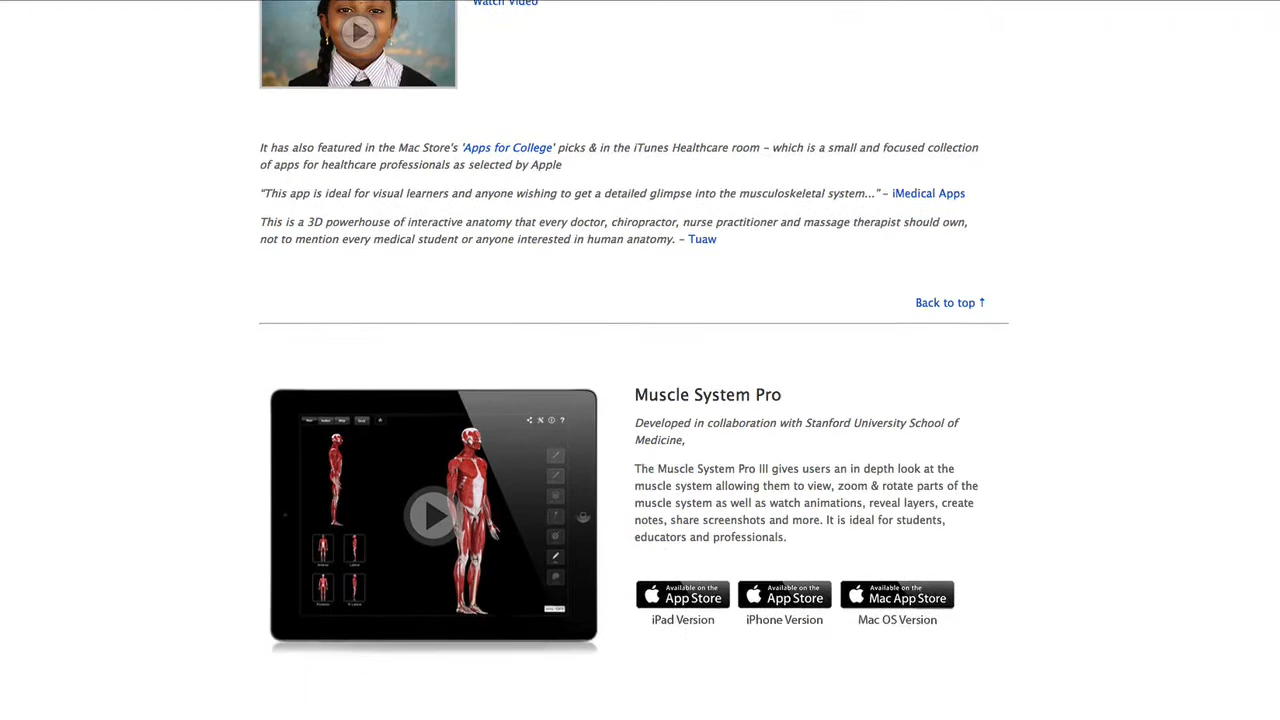 Watch Video
It has also featured in the Mac Store's 'Apps for College' picks & in the iTunes Healthcare room – which is a small and focused collection
of apps for healthcare professionals as selected by Apple
"This app is ideal for visual learners and anyone wishing to get a detailed glimpse into the musculoskeletal system..." – iMedical Apps
This is a 3D powerhouse of interactive anatomy that every doctor, chiropractor, nurse practitioner and massage therapist should own,
not to mention every medical student or anyone interested in human anatomy. – Tuaw
Back to top ↑
Muscle System Pro
Developed in collaboration with Stanford University School of
Medicine,
The Muscle System Pro III gives users an in depth look at the
muscle system allowing them to view, zoom & rotate parts of the
muscle system as well as watch animations, reveal layers, create
notes, share screenshots and more. It is ideal for students,
educators and professionals.
Available on the App Store
Available on the App Store
Available on the Mac App Store
iPad Version
iPhone Version
Mac OS Version